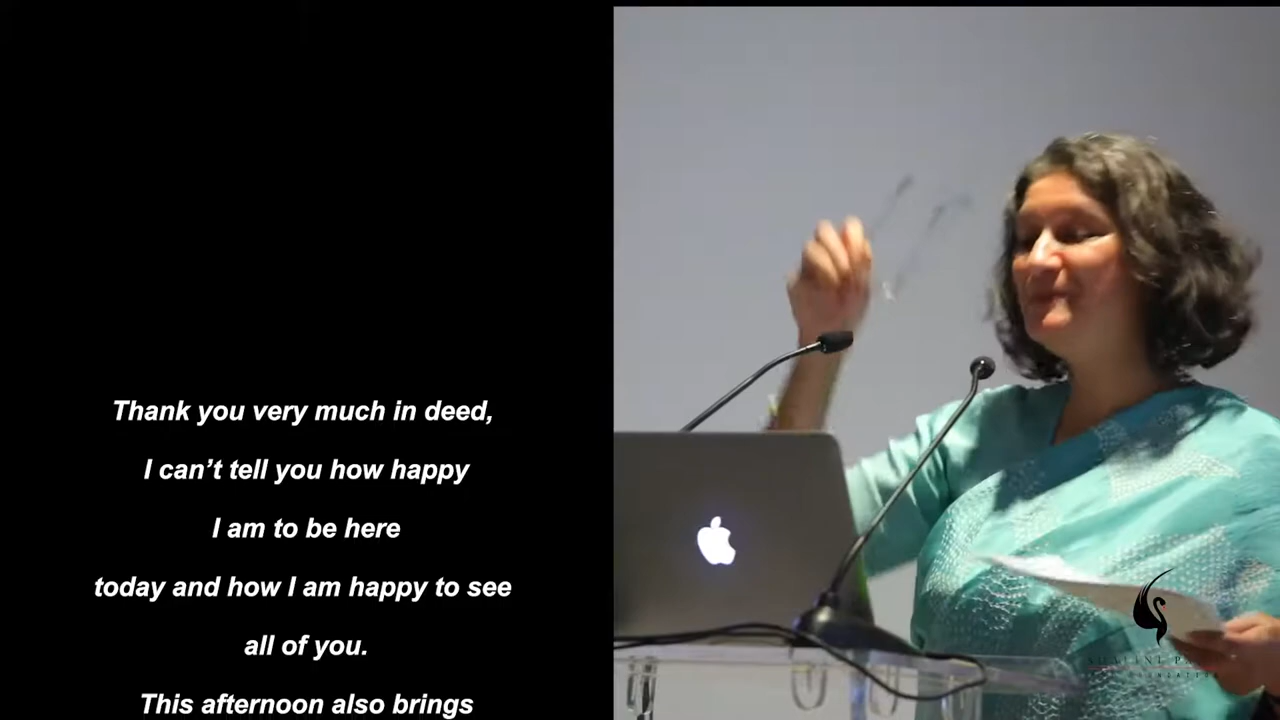 Thank you very much in deed,
I can't tell you how happy
I am to be here
today and how I am happy to see
all of you.
This afternoon also brings